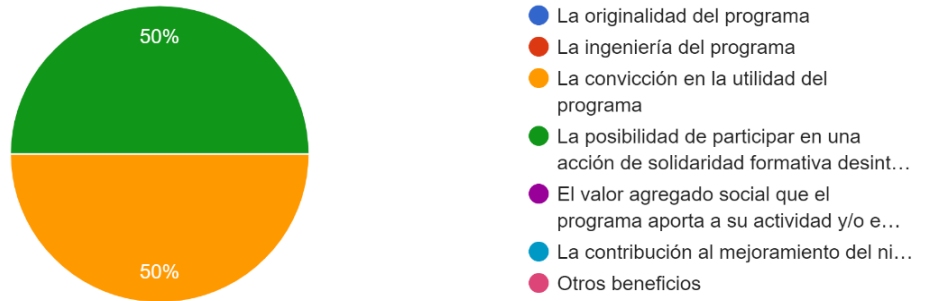 50%
50%
La originalidad del programa
La ingeniería del programa
La convicción en la utilidad del
programa
La posibilidad de participar en una
acción de solidaridad formativa desint…
El valor agregado social que el
programa aporta a su actividad y/o e…
La contribución al mejoramiento del ni…
Otros beneficios